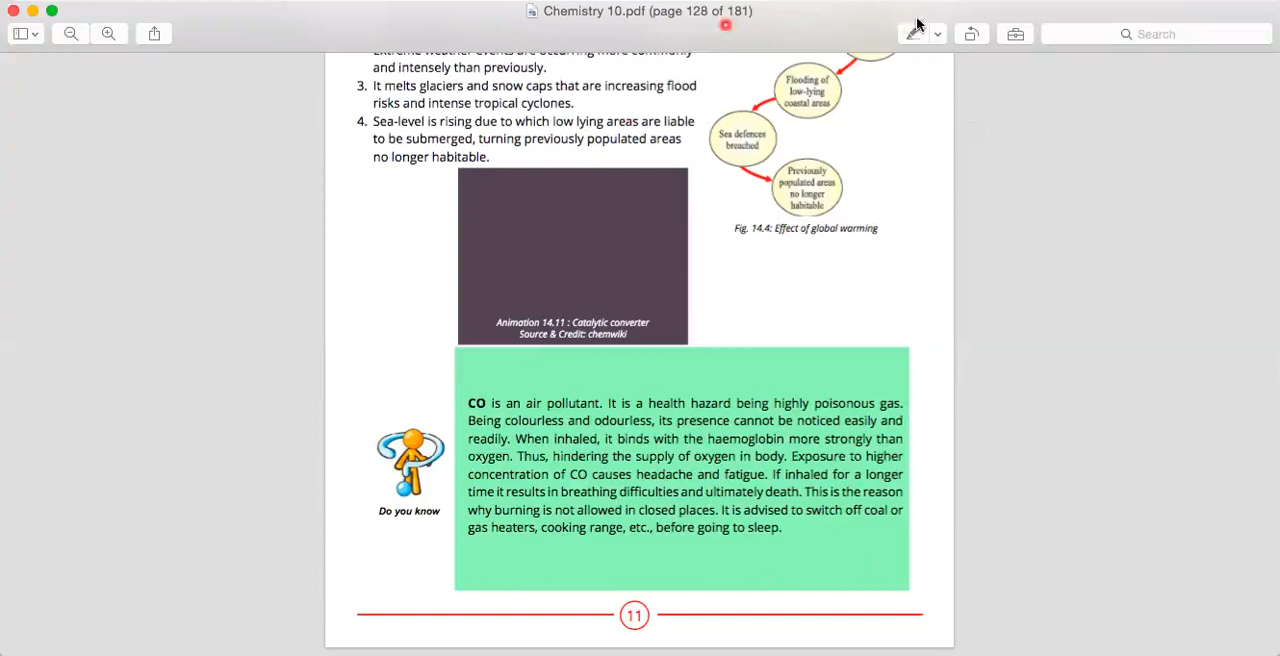 Chemistry 10.pdf (page 128 of 181)
Search
Extreme weather events are occurring more commonly
and intensely than previously.
3. It melts glaciers and snow caps that are increasing flood
risks and intense tropical cyclones.
4. Sea-level is rising due to which low lying areas are liable
to be submerged, turning previously populated areas
no longer habitable.
Flooding of
low-lying
coastal areas
Sea defences
breached
Previously
populated areas
no longer
habitable
Fig. 14.4: Effect of global warming
Animation 14.11 : Catalytic converter
Source & Credit: chemwiki
CO is an air pollutant. It is a health hazard being highly poisonous gas.
Being colourless and odourless, its presence cannot be noticed easily and
readily. When inhaled, it binds with the haemoglobin more strongly than
oxygen. Thus, hindering the supply of oxygen in body. Exposure to higher
concentration of CO causes headache and fatigue. If inhaled for a longer
time it results in breathing difficulties and ultimately death. This is the reason
why burning is not allowed in closed places. It is advised to switch off coal or
gas heaters, cooking range, etc., before going to sleep.
Do you know
11